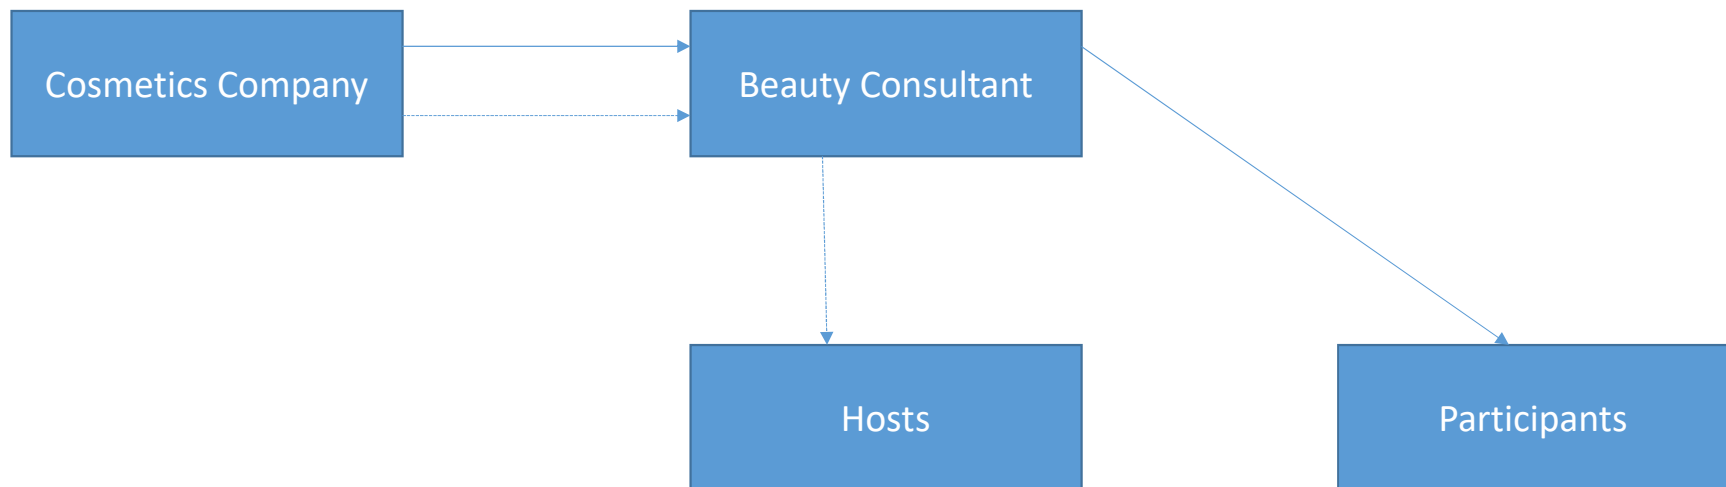 Cosmetics Company
Beauty Consultant
Hosts
Participants